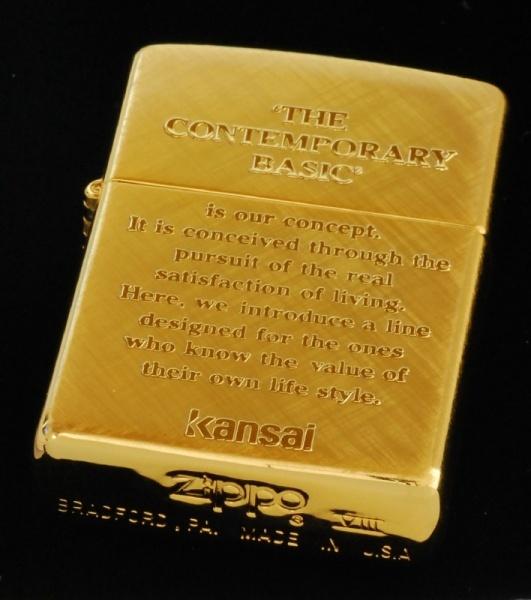 "THE
CONTEMPORARY
BASIC"
is our concept.
It is conceived through the
pursuit of the real
satisfaction of living.
Here, we introduce a line
designed for the ones
who know the value of
their own life style.
Kansai
Zippo® VIII
BRADFORD, PA. MADE IN U.S.A